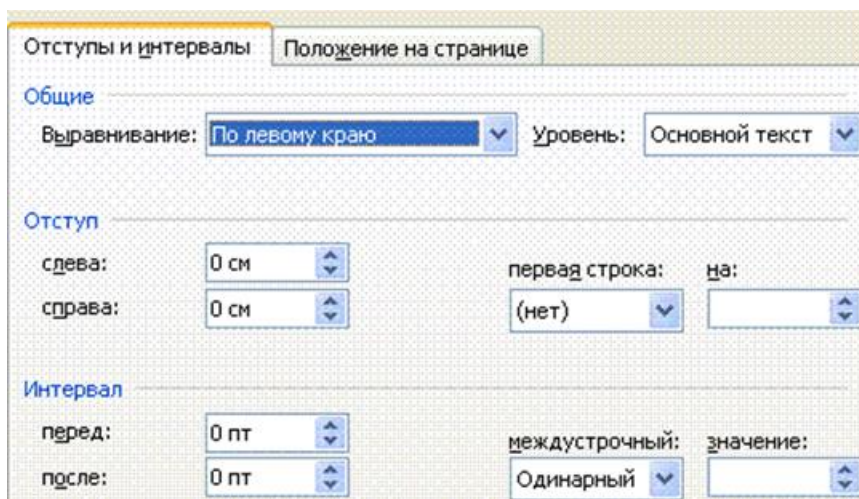 Отступы и интервалы Положение на странице
Общие
Выравнивание: По левому краю Уровень: Основной текст
Отступ
слева: 0 см первая строка: на:
справа: 0 см (нет)
Интервал
перед: 0 пт междустрочный: значение:
после: 0 пт Одинарный